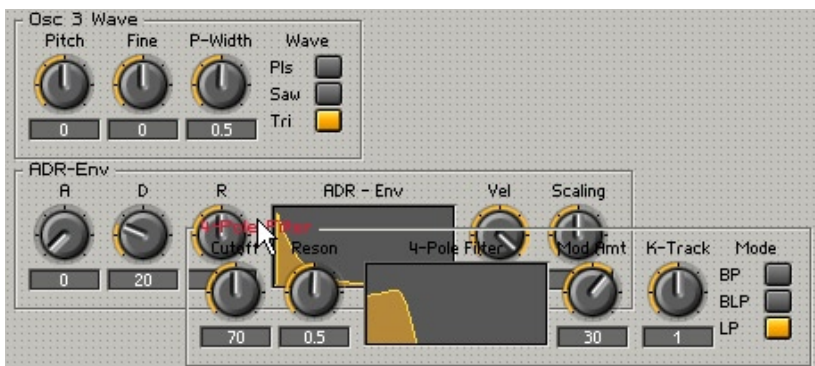 Osc 3 Wave
Pitch Fine P-Width Wave
Pls
Saw
Tri
0 0 0.5
ADR-Env
A D R ADR - Env Vel Scaling
4-Pole Filter
Cutoff Reson 4-Pole Filter Mod Amt K-Track Mode
0 20
BP
BLP
LP
70 0.5 30 1